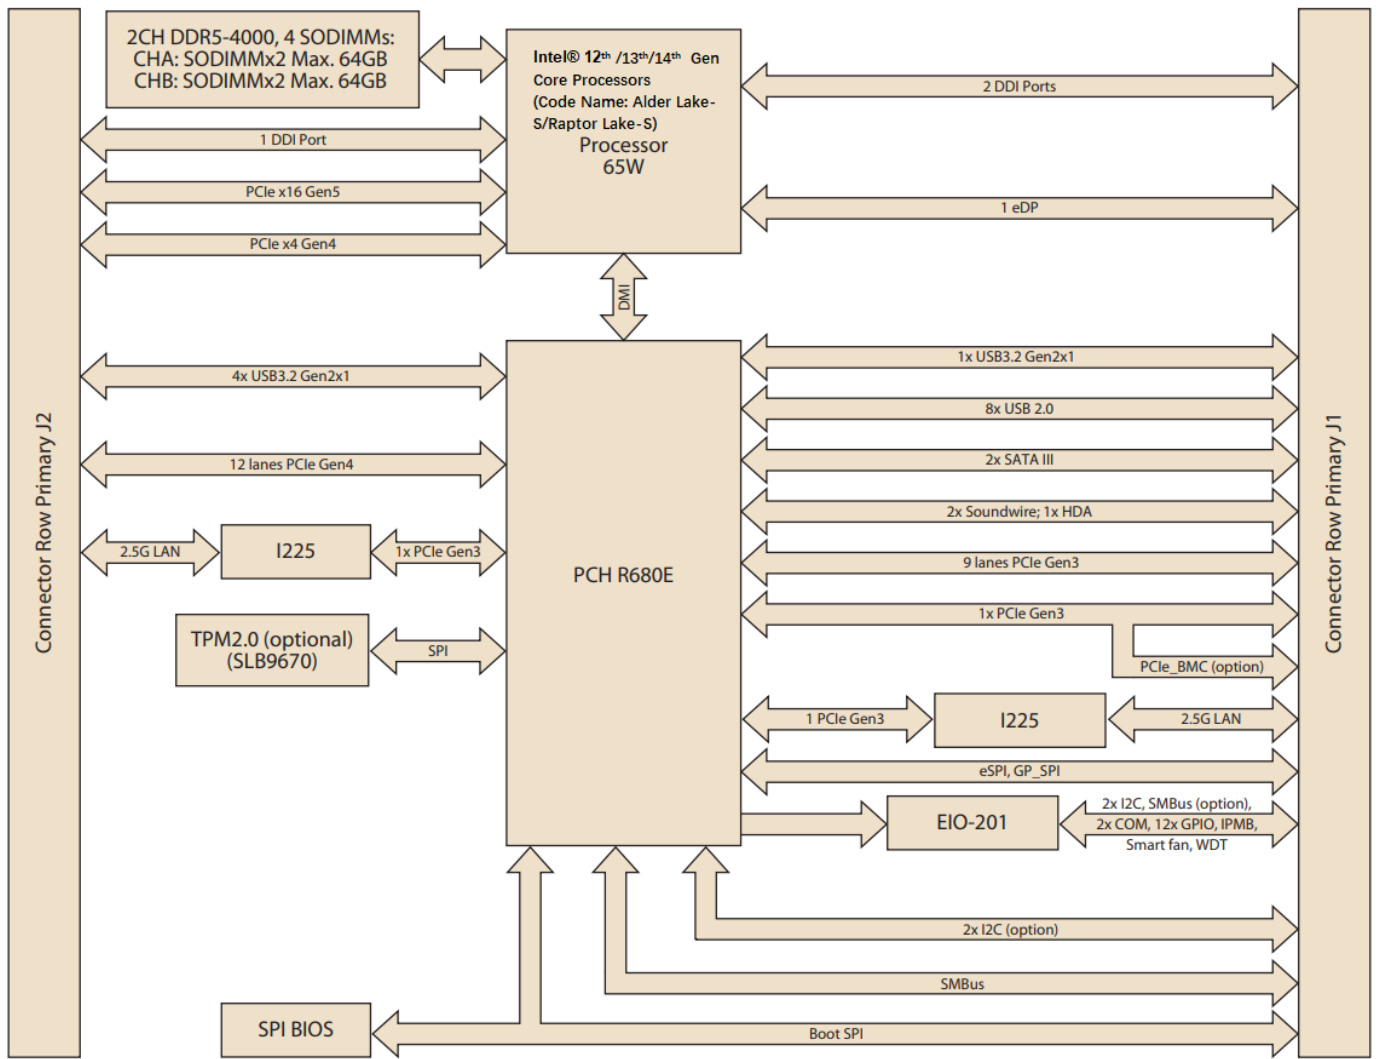 2CH DDR5-4000, 4 SODIMMs:
CHA: SODIMMx2 Max. 64GB
CHB: SODIMMx2 Max. 64GB
Intel® 12th /13th/14th Gen
Core Processors
(Code Name: Alder Lake-
S/Raptor Lake-S)
Processor
65W
2 DDI Ports
1 DDI Port
PCIe x16 Gen5
1 eDP
PCIe x4 Gen4
DMI
1x USB3.2 Gen2x1
4x USB3.2 Gen2x1
8x USB 2.0
12 lanes PCIe Gen4
2x SATA III
2x Soundwire; 1x HDA
Connector Row Primary J2
Connector Row Primary J1
2.5G LAN
I225
1x PCIe Gen3
PCH R680E
9 lanes PCIe Gen3
1x PCIe Gen3
TPM2.0 (optional)
(SLB9670)
SPI
PCIe_BMC (option)
1 PCIe Gen3
I225
2.5G LAN
eSPI, GP_SPI
EIO-201
2x I2C, SMBus (option),
2x COM, 12x GPIO, IPMB,
Smart fan, WDT
2x I2C (option)
SMBus
SPI BIOS
Boot SPI